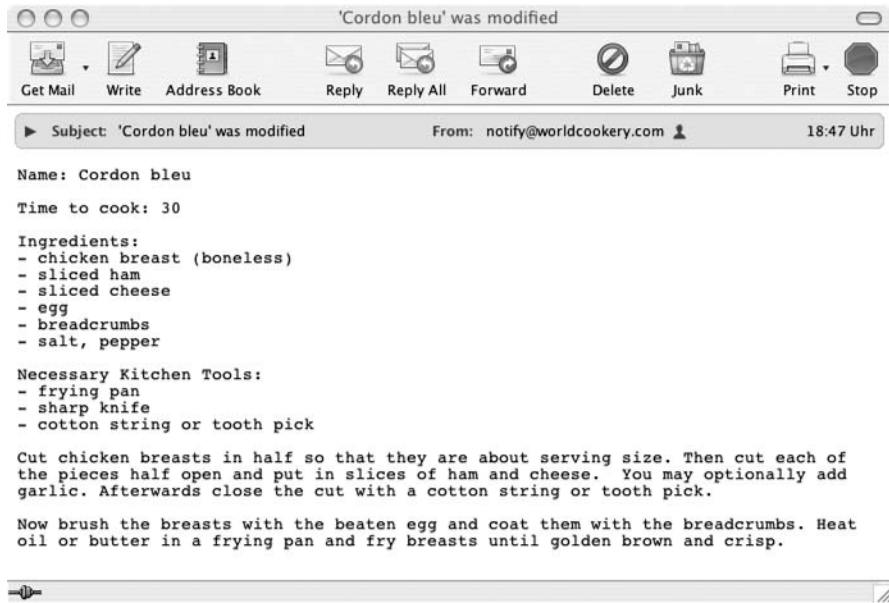 'Cordon bleu' was modified
Get Mail Write Address Book Reply Reply All Forward Delete Junk Print Stop
Subject: 'Cordon bleu' was modified From: notify@worldcookery.com 18:47 Uhr
Name: Cordon bleu
Time to cook: 30
Ingredients:
- chicken breast (boneless)
- sliced ham
- sliced cheese
- egg
- breadcrumbs
- salt, pepper
Necessary Kitchen Tools:
- frying pan
- sharp knife
- cotton string or tooth pick
Cut chicken breasts in half so that they are about serving size. Then cut each of
the pieces half open and put in slices of ham and cheese.  You may optionally add
garlic. Afterwards close the cut with a cotton string or tooth pick.
Now brush the breasts with the beaten egg and coat them with the breadcrumbs. Heat
oil or butter in a frying pan and fry breasts until golden brown and crisp.